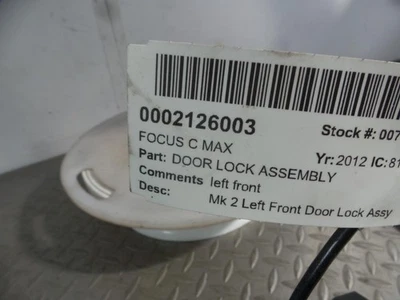 0002126003 Stock #: 007
FOCUS C MAX
Part: DOOR LOCK ASSEMBLY Yr: 2012 IC: 81
Comments left front
Desc: Mk 2 Left Front Door Lock Assy